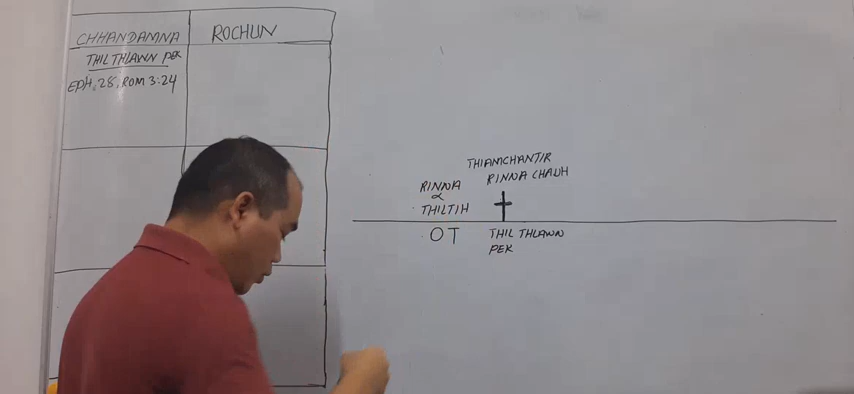 CHHANDAMNA
ROCHUN
THIL THLAWN PEK
EPH, 28, ROM 3:24
THIAMCHANTIR
RINNA CHAUH
RINNA
&
THILTIH
OT
THIL THLAWN
PEK